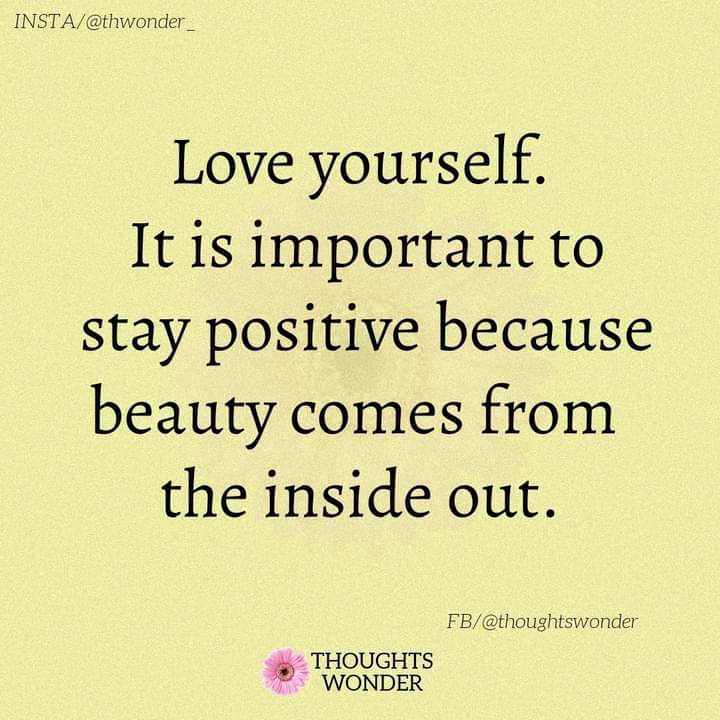 INSTA/@thwonder_
Love yourself.
It is important to
stay positive because
beauty comes from
the inside out.
FB/@thoughtswonder
THOUGHTS
WONDER